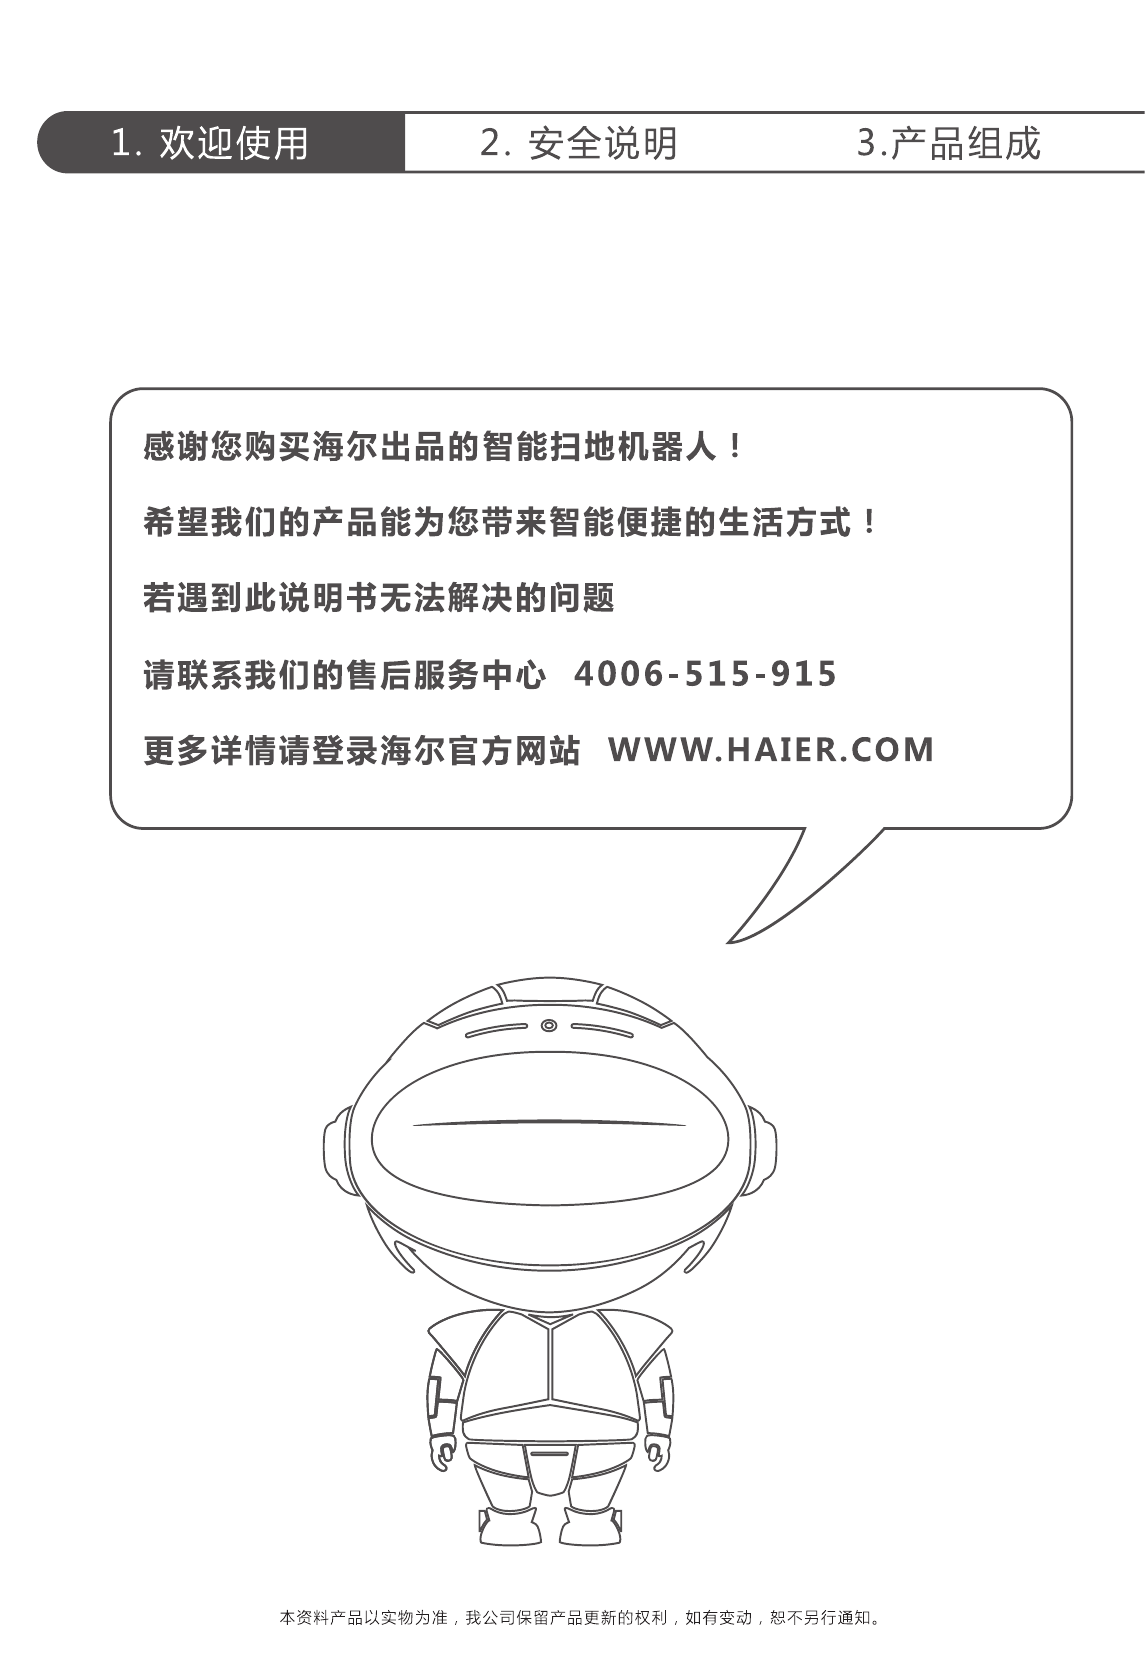 1. 欢迎使用 2. 安全说明 3.产品组成
感谢您购买海尔出品的智能扫地机器人！
希望我们的产品能为您带来智能便捷的生活方式！
若遇到此说明书无法解决的问题
请联系我们的售后服务中心 4006-515-915
更多详情请登录海尔官方网站 WWW.HAIER.COM
本资料产品以实物为准，我公司保留产品更新的权利，如有变动，恕不另行通知。